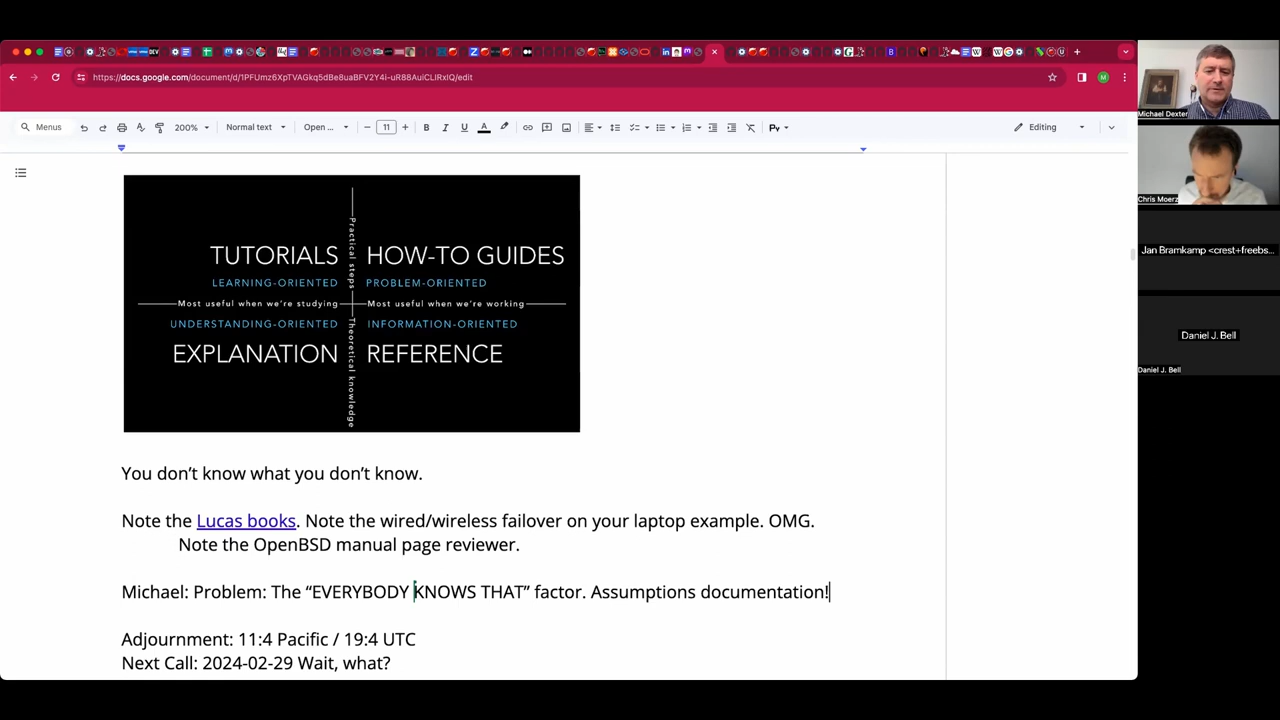 https://docs.google.com/document/d/1PFUmz6XpTVAGkq5dBe8uaBFV2Y4i-uR88AuiCLIRxIQ/edit
Menus
200%
Normal text
Open ...
11
Editing
TUTORIALS
HOW-TO GUIDES
LEARNING-ORIENTED
PROBLEM-ORIENTED
Practical steps
Most useful when we're studying
Most useful when we're working
Theoretical knowledge
UNDERSTANDING-ORIENTED
INFORMATION-ORIENTED
EXPLANATION
REFERENCE
You don’t know what you don’t know.
Note the Lucas books. Note the wired/wireless failover on your laptop example. OMG.
Note the OpenBSD manual page reviewer.
Michael: Problem: The “EVERYBODY KNOWS THAT” factor. Assumptions documentation!
Adjournment: 11:4 Pacific / 19:4 UTC
Next Call: 2024-02-29 Wait, what?
Michael Dexter
Chris Moerz
Jan Bramkamp <crest+freebs...
Daniel J. Bell
Daniel J. Bell